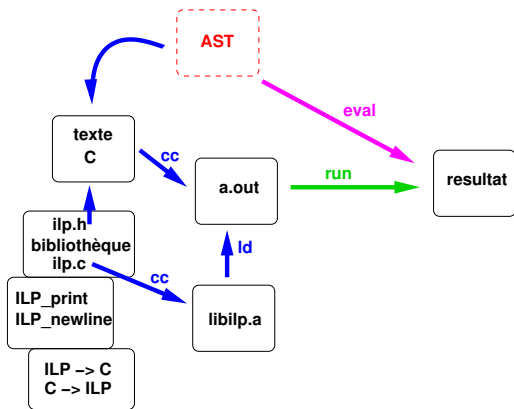 AST
eval
texte
C
cc
a.out
run
resultat
ilp.h
bibliothèque
ilp.c
ld
cc
ILP_print
ILP_newline
libilp.a
ILP –> C
C –> ILP